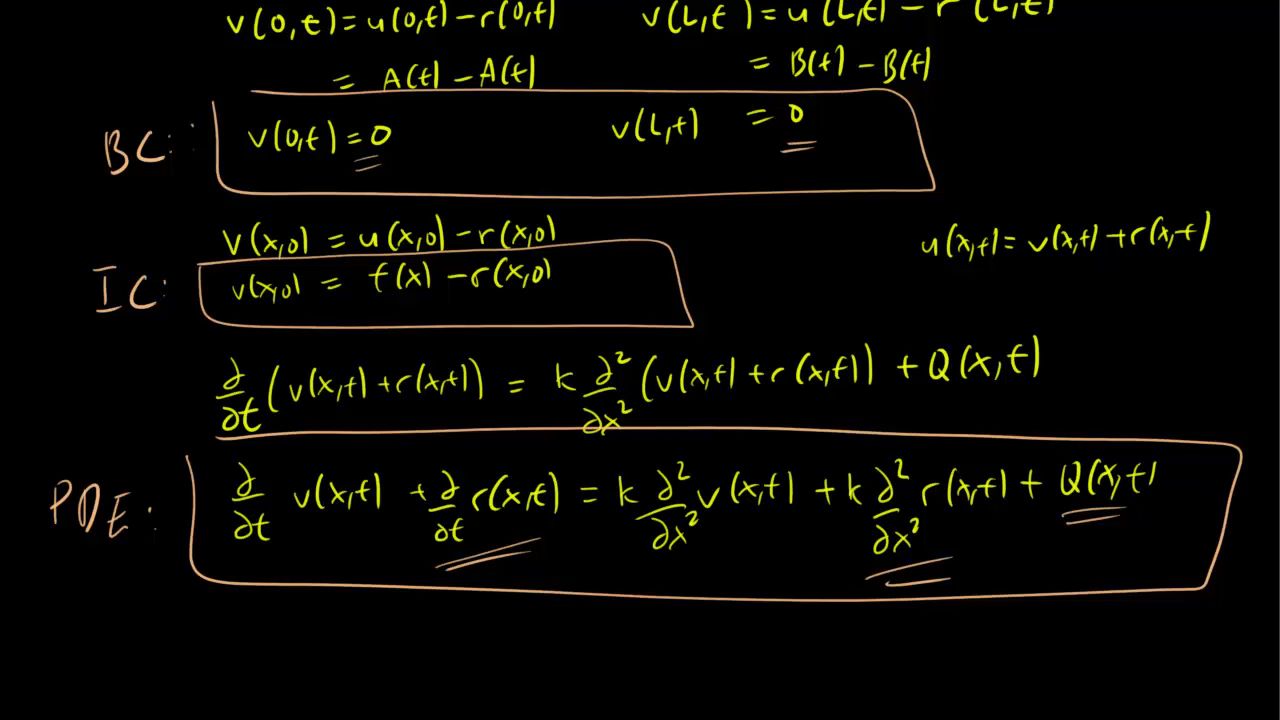 v(0,t) = u(0,t) - r(0,t) v(L,t) = u(L,t) - r(L,t)
= A(t) - A(t) = B(t) - B(t)
BC: v(0,t) = 0 v(L,t) = 0
v(x,0) = u(x,0) - r(x,0) u(x,t) = v(x,t) + r(x,t)
IC: v(x,0) = f(x) - r(x,0)
∂/∂t (v(x,t) + r(x,t)) = k ∂²/∂x² (v(x,t) + r(x,t)) + Q(x,t)
PDE: ∂/∂t v(x,t) + ∂/∂t r(x,t) = k ∂²/∂x² v(x,t) + k ∂²/∂x² r(x,t) + Q(x,t)